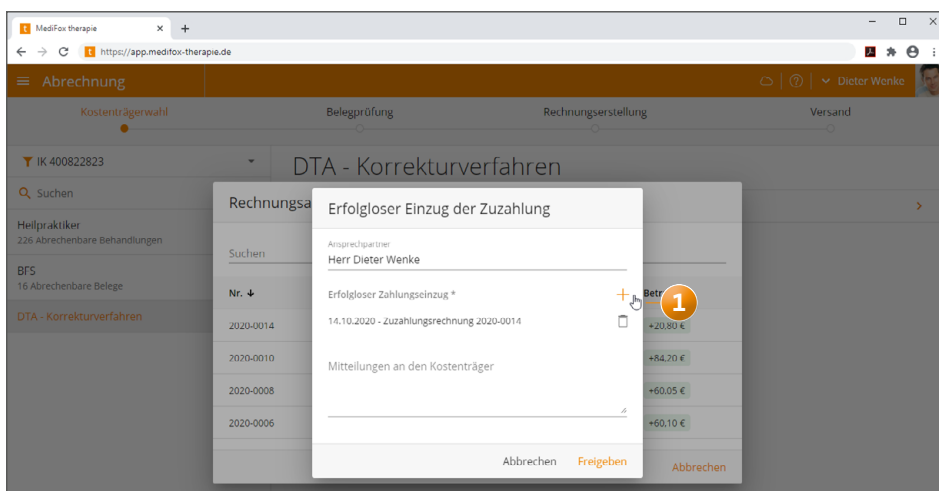 MediFox therapie
https://app.medifox-therapie.de
Abrechnung
Dieter Wenke
Kostenträgerwahl
Belegprüfung
Rechnungserstellung
Versand
IK 400822823
DTA - Korrekturverfahren
Suchen
Heilpraktiker
226 Abrechenbare Behandlungen
BFS
16 Abrechenbare Belege
DTA - Korrekturverfahren
Rechnungsa
Suchen
Nr.
Betr
2020-0014
+20,80 €
2020-0010
+84,20 €
2020-0008
+60,05 €
2020-0006
+60,10 €
Abbrechen
Erfolgloser Einzug der Zuzahlung
Ansprechpartner
Herr Dieter Wenke
Erfolgloser Zahlungseinzug *
1
14.10.2020 - Zuzahlungsrechnung 2020-0014
Mitteilungen an den Kostenträger
Abbrechen
Freigeben